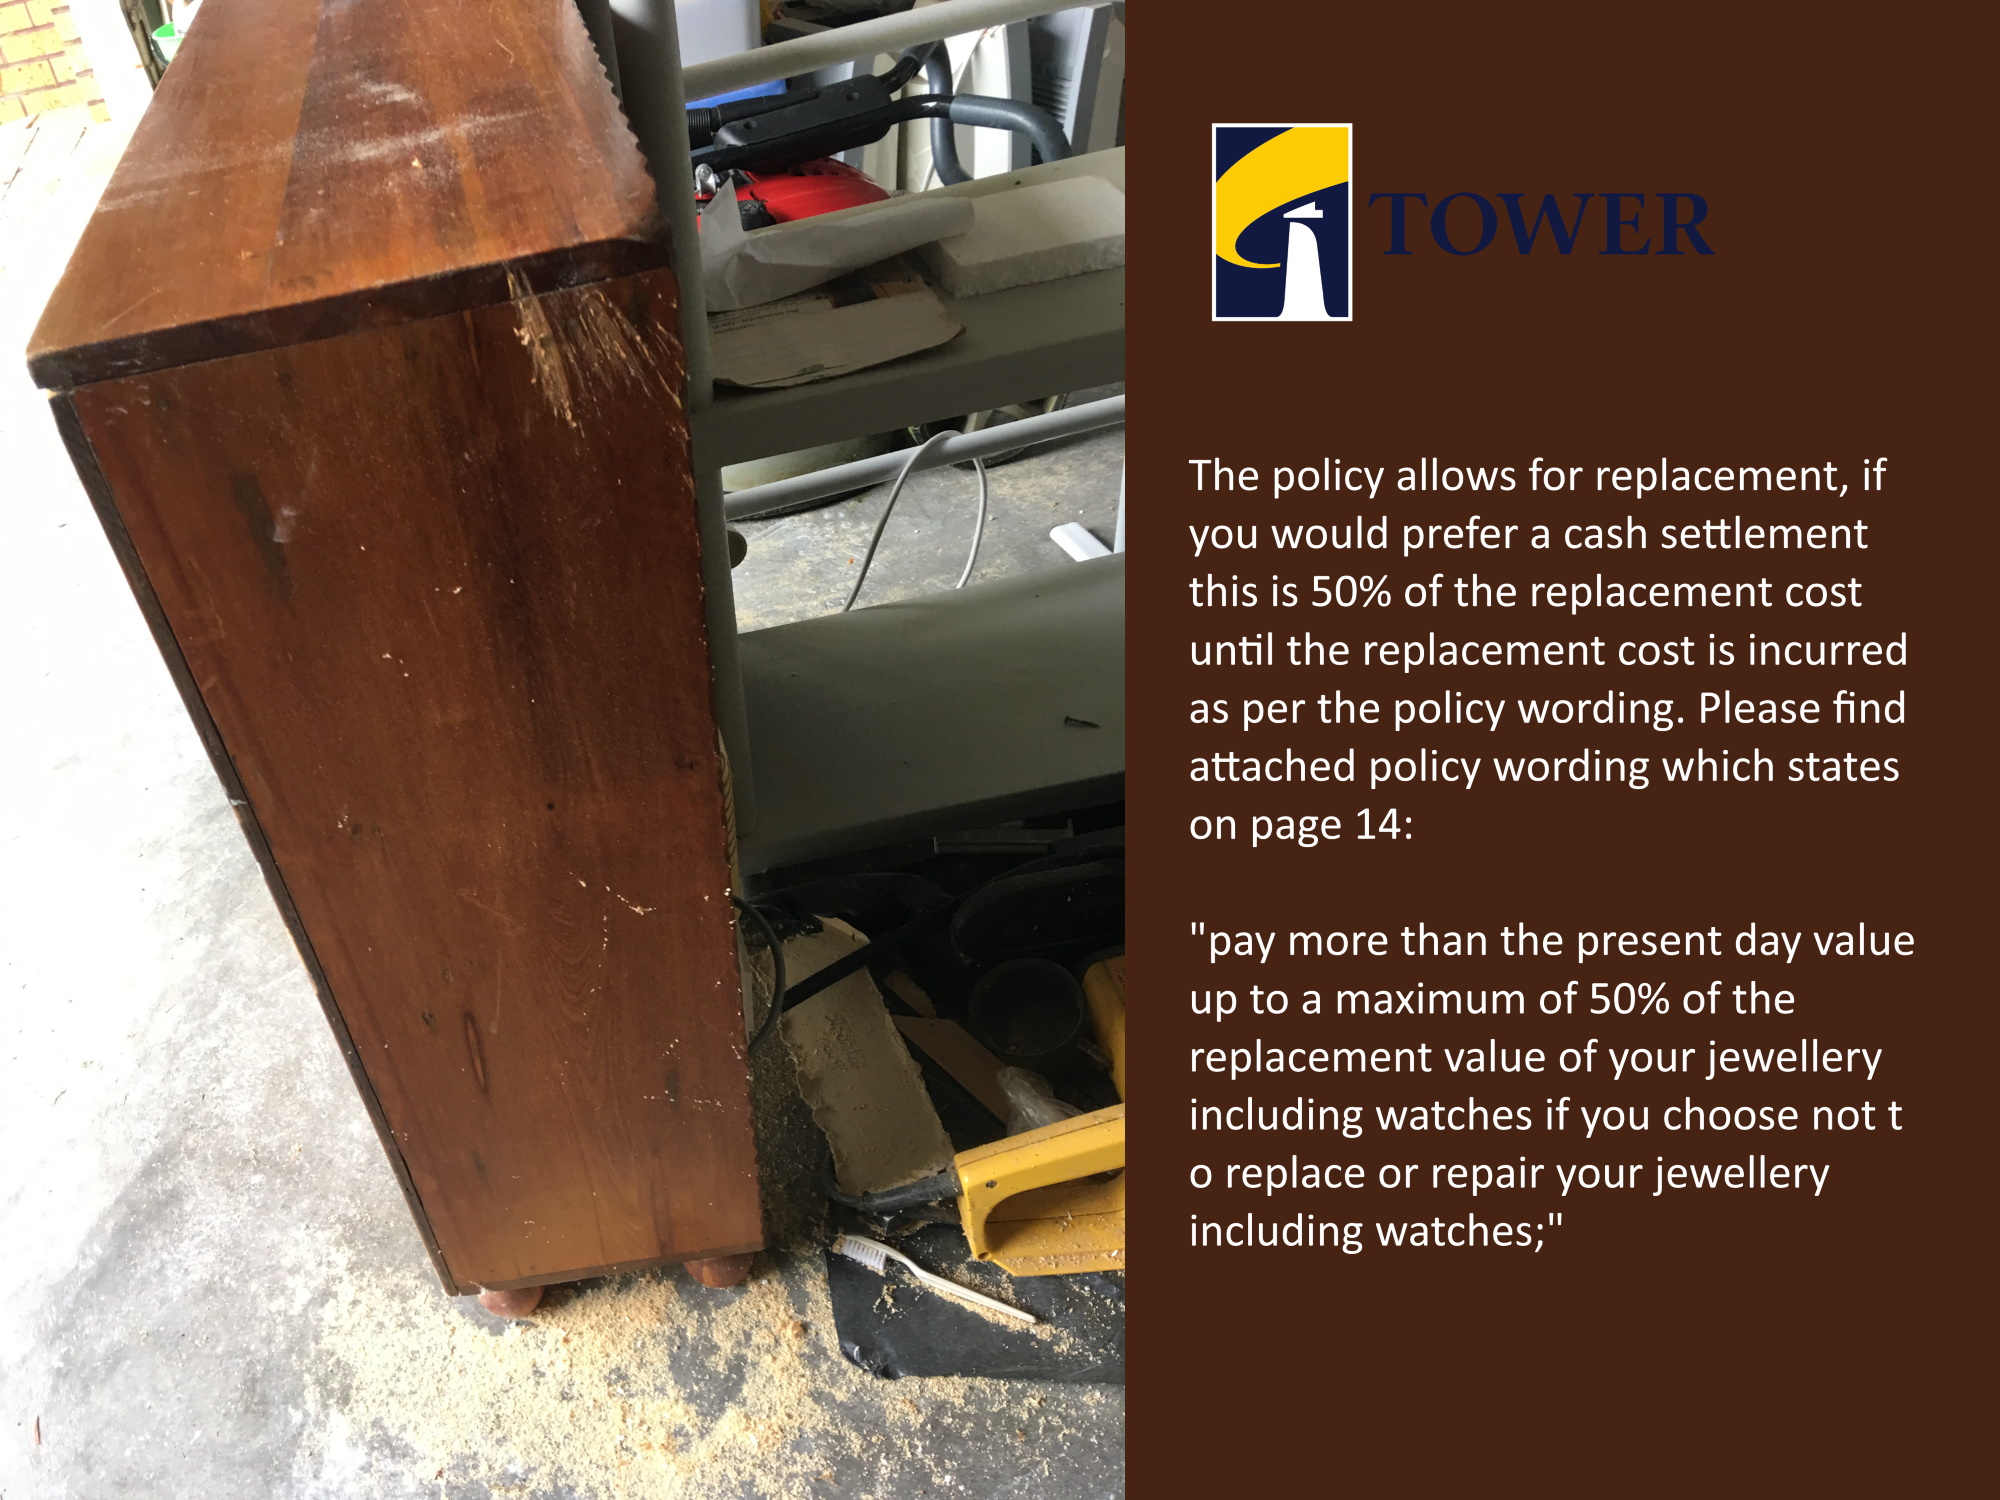 TOWER
The policy allows for replacement, if
you would prefer a cash settlement
this is 50% of the replacement cost
until the replacement cost is incurred
as per the policy wording. Please find
attached policy wording which states
on page 14:
"pay more than the present day value
up to a maximum of 50% of the
replacement value of your jewellery
including watches if you choose not t
o replace or repair your jewellery
including watches;"